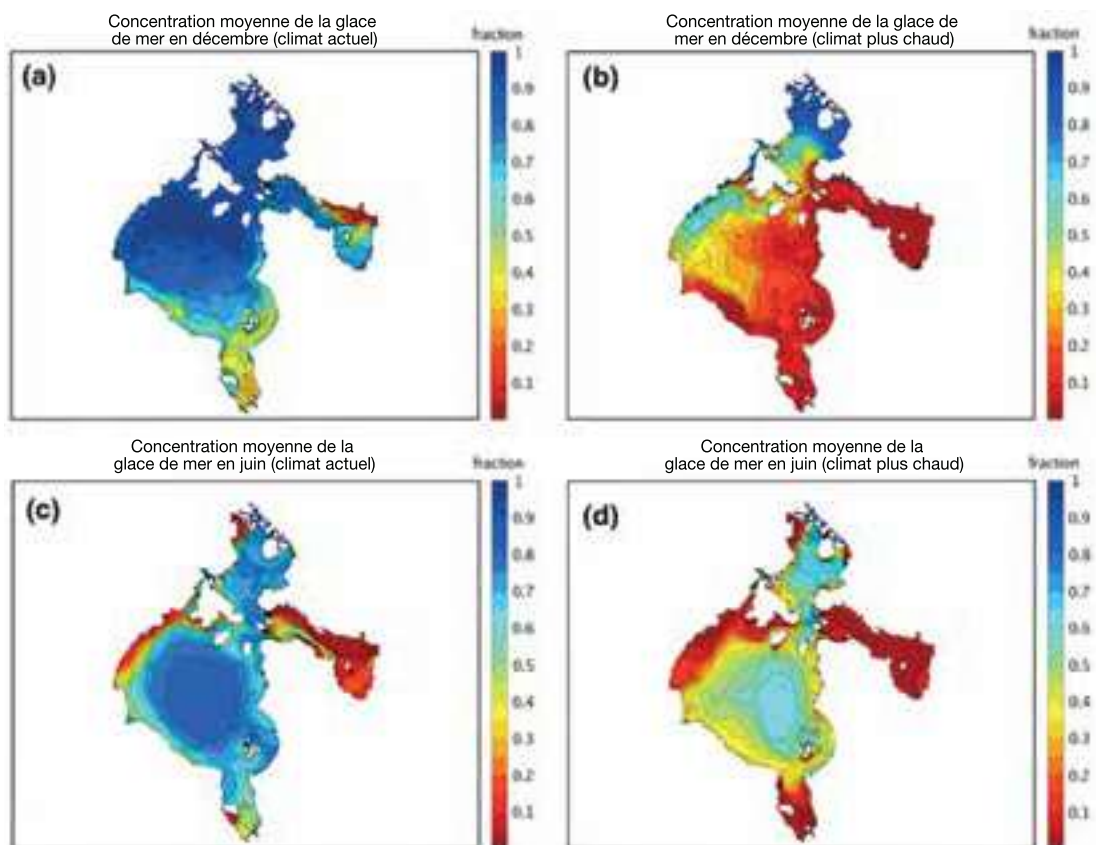 Concentration moyenne de la glace
de mer en décembre (climat actuel)
fraction
(a)
1
0.9
0.8
0.7
0.6
0.5
0.4
0.3
0.2
0.1
Concentration moyenne de la glace de
mer en décembre (climat plus chaud)
fraction
(b)
1
0.9
0.8
0.7
0.6
0.5
0.4
0.3
0.2
0.1
Concentration moyenne de la
glace de mer en juin (climat actuel)
fraction
(c)
1
0.9
0.8
0.7
0.6
0.5
0.4
0.3
0.2
0.1
Concentration moyenne de la
glace de mer en juin (climat plus chaud)
fraction
(d)
1
0.9
0.8
0.7
0.6
0.5
0.4
0.3
0.2
0.1